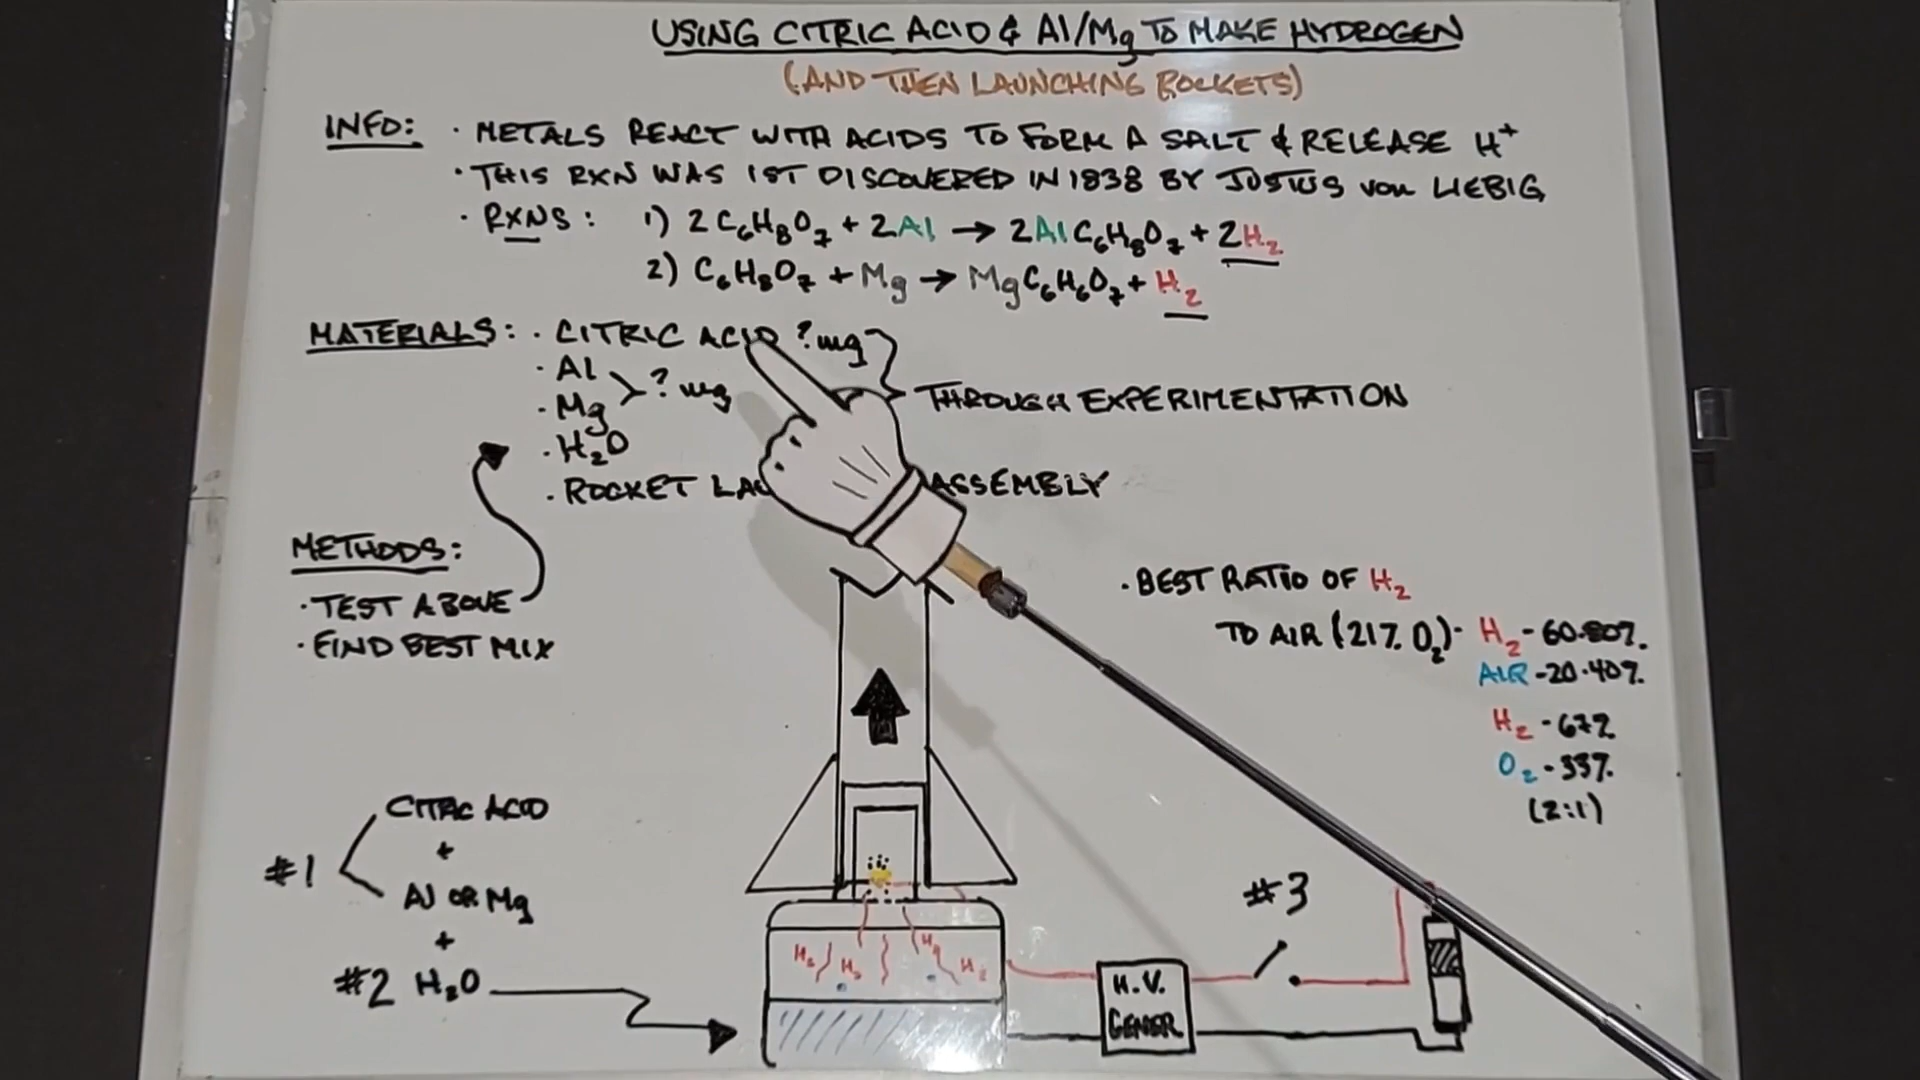 USING CITRIC ACID & Al/Mg TO MAKE HYDROGEN
(AND THEN LAUNCHING ROCKETS)
INFO: · METALS REACT WITH ACIDS TO FORM A SALT & RELEASE H⁺
· THIS RXN WAS 1ST DISCOVERED IN 1838 BY JUSTUS von LIEBIG
· RXNS: 1) 2C₆H₈O₇ + 2Al → 2AlC₆H₈O₇ + 2H₂
2) C₆H₈O₇ + Mg → MgC₆H₆O₇ + H₂
MATERIALS: · CITRIC ACID ? mg
· Al
· Mg > ? mg
THROUGH EXPERIMENTATION
· H₂O
· ROCKET ASSEMBLY
METHODS:
· TEST ABOVE
· FIND BEST MIX
· BEST RATIO OF H₂
TO AIR (21% O₂)- H₂-60-80%
AIR-20-40%
H₂-67%
O₂-33%
(2:1)
CITRIC ACID
+
#1
Al OR Mg
+
#2 H₂O
H₂ H₂ H₂ H₂
#3
H.V.
GENER